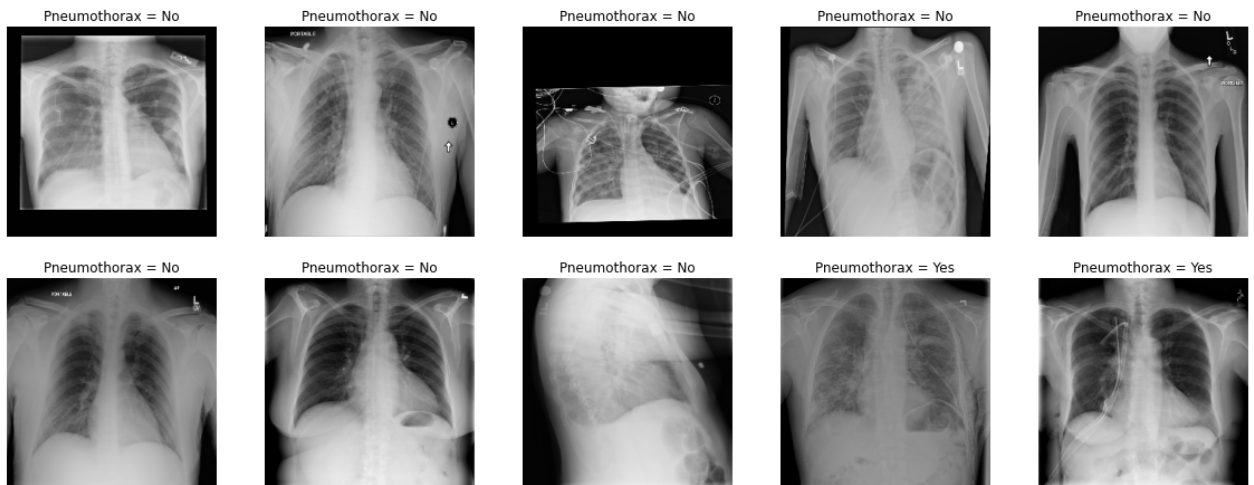 Pneumothorax = No
Pneumothorax = No
Pneumothorax = No
Pneumothorax = No
Pneumothorax = No
PORTABLE
L
L
Pneumothorax = No
Pneumothorax = No
Pneumothorax = No
Pneumothorax = Yes
Pneumothorax = Yes
PORTABLE
L